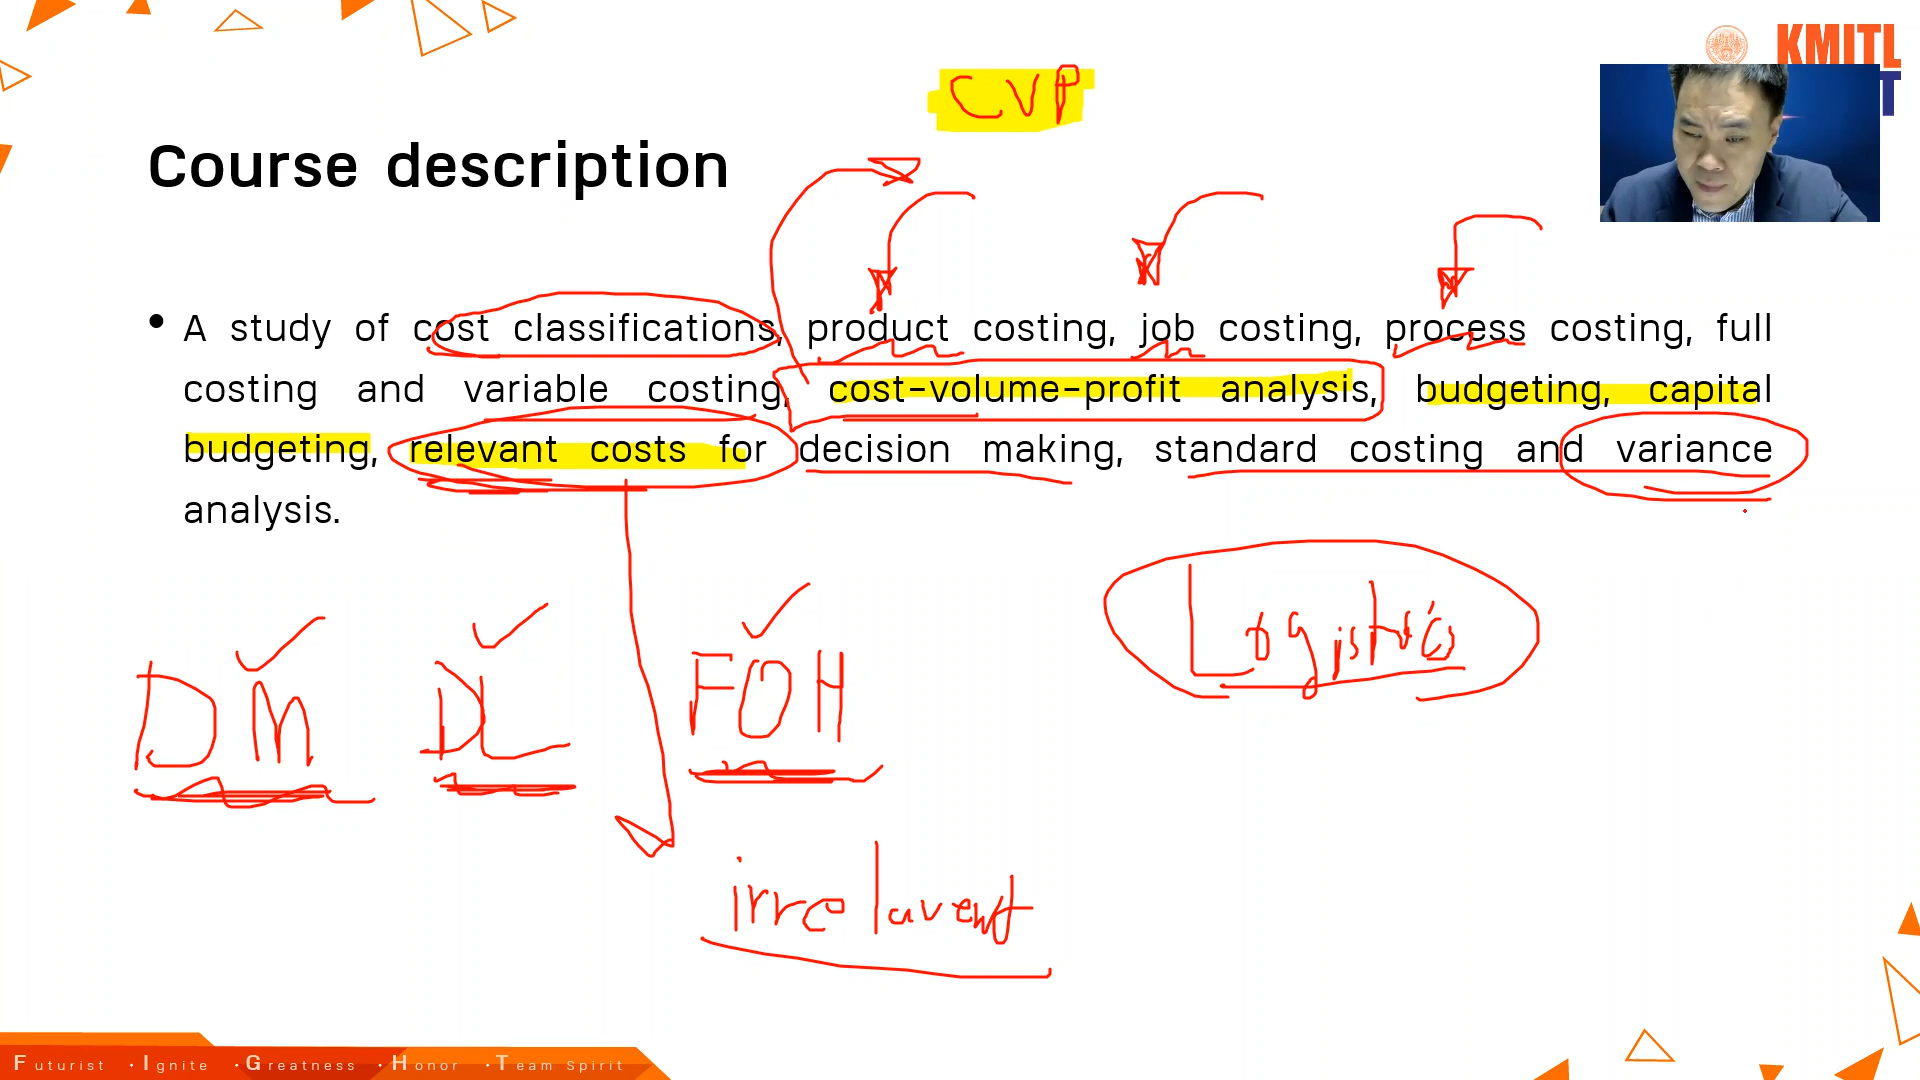 KMITL
CVP
Course description
• A study of cost classifications, product costing, job costing, process costing, full
costing and variable costing, cost-volume-profit analysis, budgeting, capital
budgeting, relevant costs for decision making, standard costing and variance
analysis.
Logistics
DM DL FOH
irrelavent
Futurist · Ignite · Greatness · Honor · Team Spirit